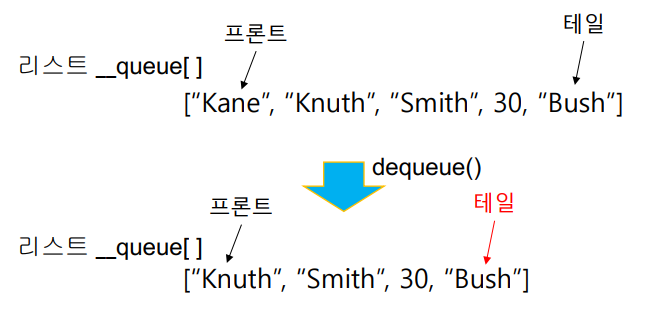 프론트
테일
리스트 __queue[ ]
["Kane", "Knuth", "Smith", 30, "Bush"]
dequeue()
프론트
테일
리스트 __queue[ ]
["Knuth", "Smith", 30, "Bush"]